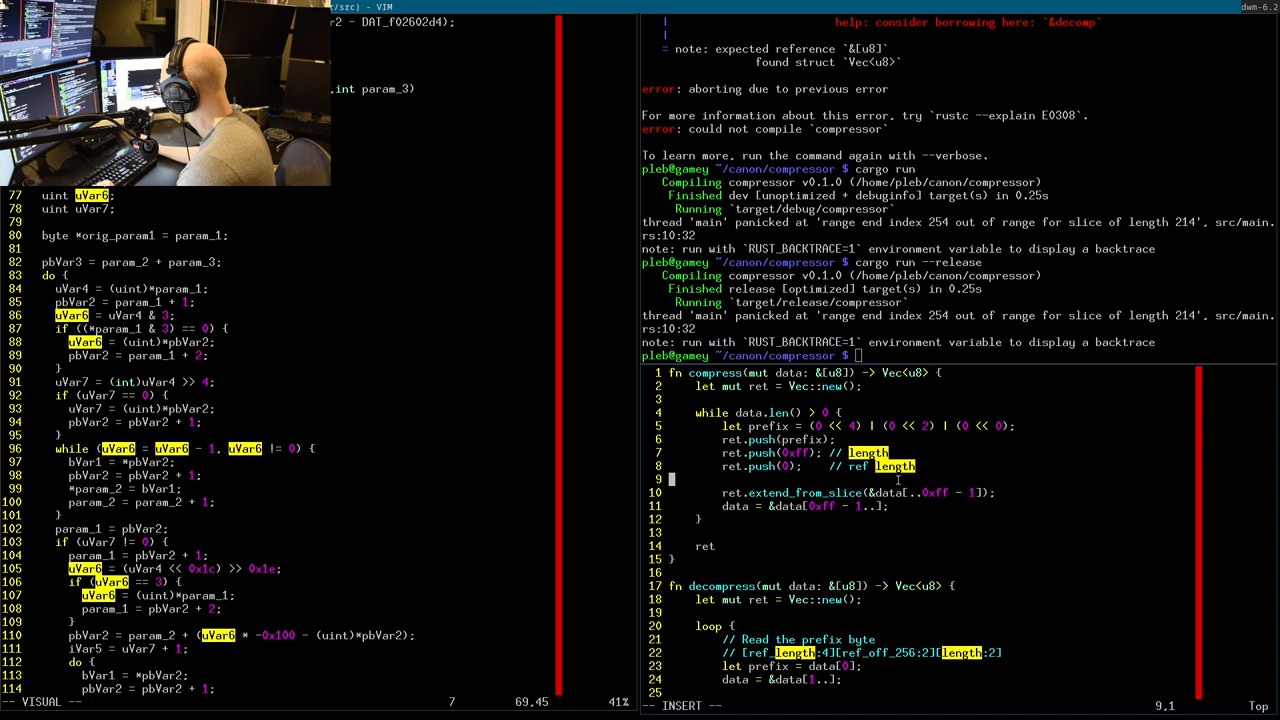 r/src) - VIM
dwm-6.2
r2 - DAT_f02602d4);
,int param_3)
77 uint uVar6;
78 uint uVar7;
79
80 byte *orig_param1 = param_1;
81
82 pbVar3 = param_2 + param_3;
83 do {
84 uVar4 = (uint)*param_1;
85 pbVar2 = param_1 + 1;
86 uVar6 = uVar4 & 3;
87 if ((*param_1 & 3) == 0) {
88 uVar6 = (uint)*pbVar2;
89 pbVar2 = param_1 + 2;
90 }
91 uVar7 = (int)uVar4 >> 4;
92 if (uVar7 == 0) {
93 uVar7 = (uint)*pbVar2;
94 pbVar2 = pbVar2 + 1;
95 }
96 while (uVar6 = uVar6 - 1, uVar6 != 0) {
97 bVar1 = *pbVar2;
98 pbVar2 = pbVar2 + 1;
99 *param_2 = bVar1;
100 param_2 = param_2 + 1;
101 }
102 param_1 = pbVar2;
103 if (uVar7 != 0) {
104 param_1 = pbVar2 + 1;
105 uVar6 = (uVar4 << 0x1c) >> 0x1e;
106 if (uVar6 == 3) {
107 uVar6 = (uint)*param_1;
108 param_1 = pbVar2 + 2;
109 }
110 pbVar2 = param_2 + (uVar6 * -0x100 - (uint)*pbVar2);
111 iVar5 = uVar7 + 1;
112 do {
113 bVar1 = *pbVar2;
114 pbVar2 = pbVar2 + 1;
-- VISUAL -- 7 69,45 41%
| help: consider borrowing here: `&decomp`
|
= note: expected reference `&[u8]`
found struct `Vec<u8>`
error: aborting due to previous error
For more information about this error, try `rustc --explain E0308`.
error: could not compile `compressor`
To learn more, run the command again with --verbose.
pleb@gamey ~/canon/compressor $ cargo run
Compiling compressor v0.1.0 (/home/pleb/canon/compressor)
Finished dev [unoptimized + debuginfo] target(s) in 0.25s
Running `target/debug/compressor`
thread 'main' panicked at 'range end index 254 out of range for slice of length 214', src/main.
rs:10:32
note: run with `RUST_BACKTRACE=1` environment variable to display a backtrace
pleb@gamey ~/canon/compressor $ cargo run --release
Compiling compressor v0.1.0 (/home/pleb/canon/compressor)
Finished release [optimized] target(s) in 0.25s
Running `target/release/compressor`
thread 'main' panicked at 'range end index 254 out of range for slice of length 214', src/main.
rs:10:32
note: run with `RUST_BACKTRACE=1` environment variable to display a backtrace
pleb@gamey ~/canon/compressor $
1 fn compress(mut data: &[u8]) -> Vec<u8> {
2 let mut ret = Vec::new();
3
4 while data.len() > 0 {
5 let prefix = (0 << 4) | (0 << 2) | (0 << 0);
6 ret.push(prefix);
7 ret.push(0xff); // length
8 ret.push(0); // ref length
9
10 ret.extend_from_slice(&data[..0xff - 1]);
11 data = &data[0xff - 1..];
12 }
13
14 ret
15 }
16
17 fn decompress(mut data: &[u8]) -> Vec<u8> {
18 let mut ret = Vec::new();
19
20 loop {
21 // Read the prefix byte
22 // [ref_length:4][ref_off_256:2][length:2]
23 let prefix = data[0];
24 data = &data[1..];
25
-- INSERT -- 9,1 Top